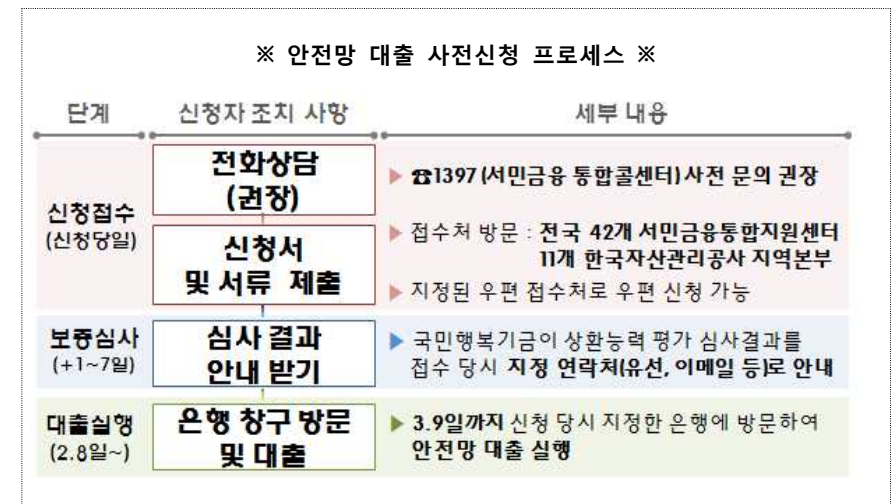 ※ 안전망 대출 사전신청 프로세스 ※
단계 신청자 조치 사항 세부 내용
신청접수
(신청당일)
전화상담
(권장)
▶ ☎1397 (서민금융 통합콜센터) 사전 문의 권장
신청서
및 서류 제출
▶ 접수처 방문 : 전국 42개 서민금융통합지원센터
11개 한국자산관리공사 지역본부
▶ 지정된 우편 접수처로 우편 신청 가능
보증심사
(+1~7일)
심사 결과
안내 받기
▶ 국민행복기금이 상환능력 평가 심사결과를
접수 당시 지정 연락처(유선, 이메일 등)로 안내
대출실행
(2.8일~)
은행 창구 방문
및 대출
▶ 3.9일까지 신청 당시 지정한 은행에 방문하여
안전망 대출 실행